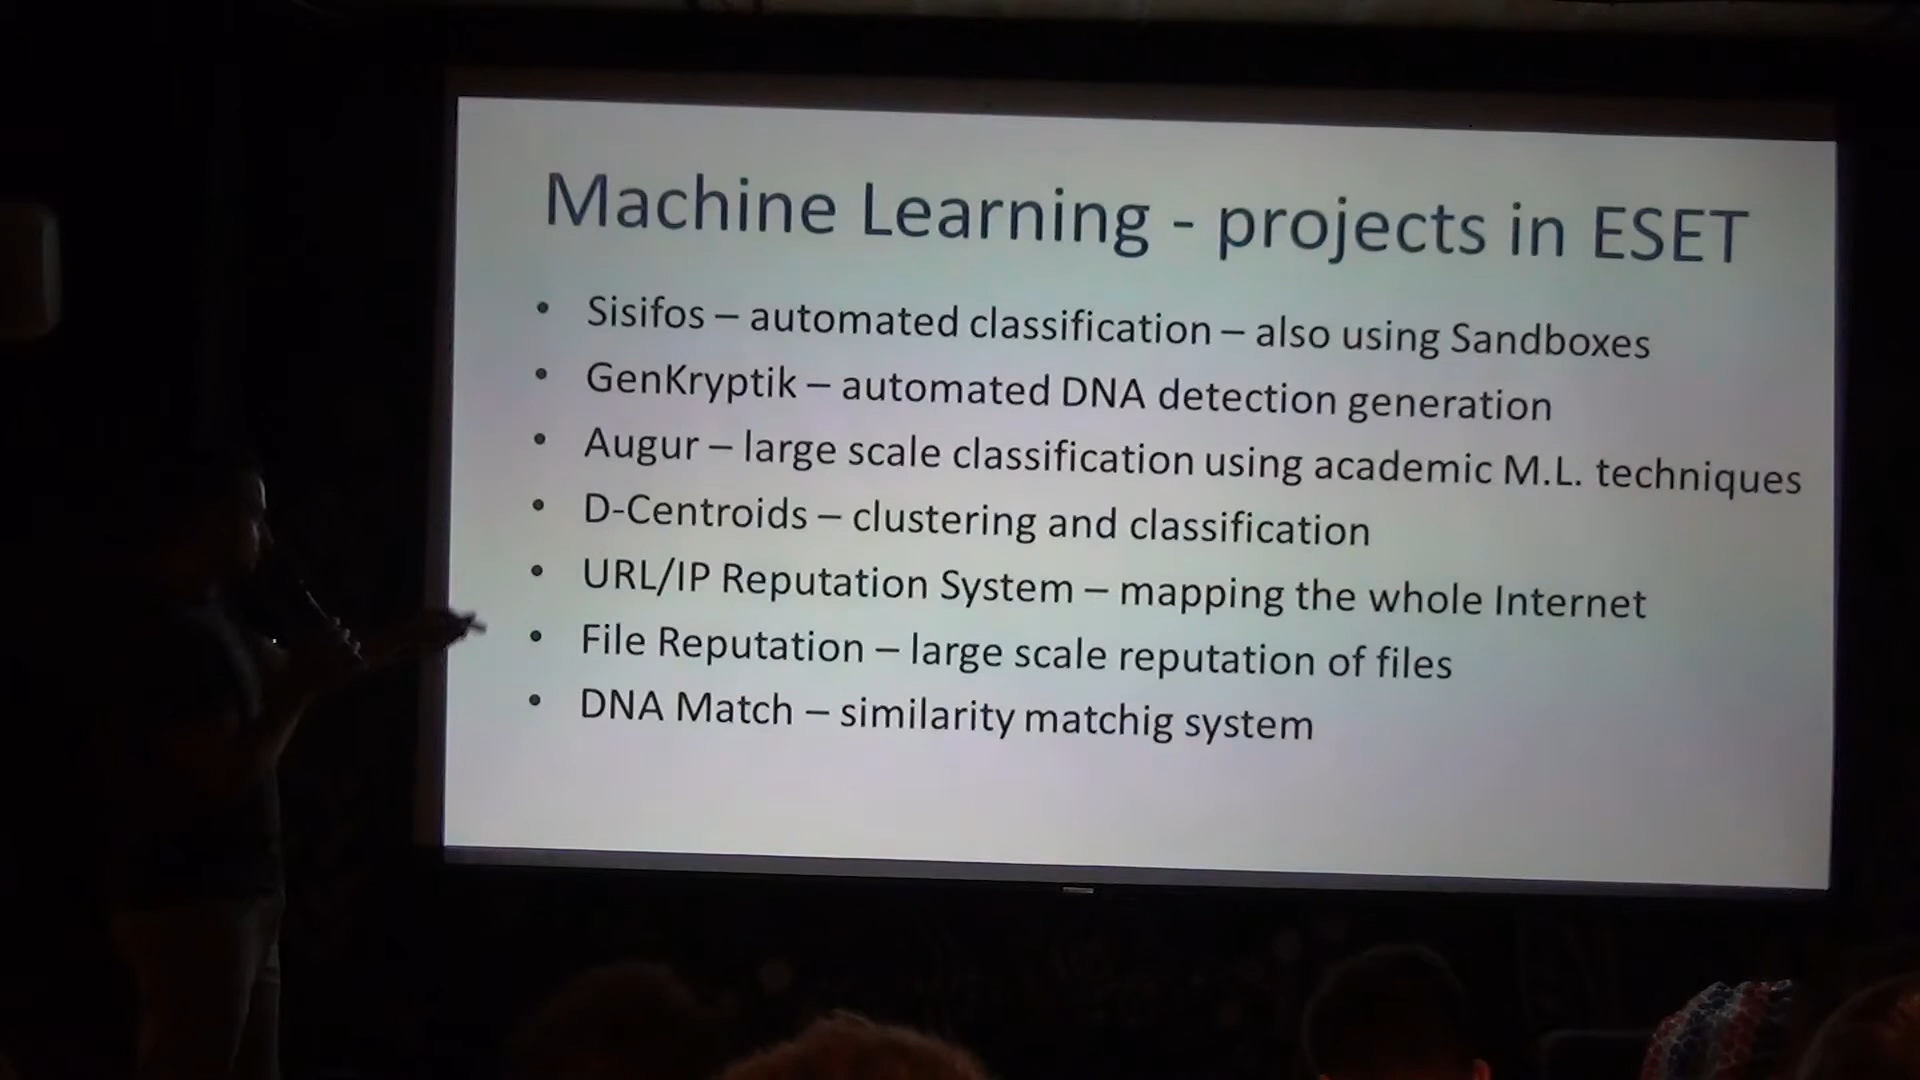 Machine Learning - projects in ESET
• Sisifos – automated classification – also using Sandboxes
• GenKryptik – automated DNA detection generation
• Augur – large scale classification using academic M.L. techniques
• D-Centroids – clustering and classification
• URL/IP Reputation System – mapping the whole Internet
• File Reputation – large scale reputation of files
• DNA Match – similarity matchig system